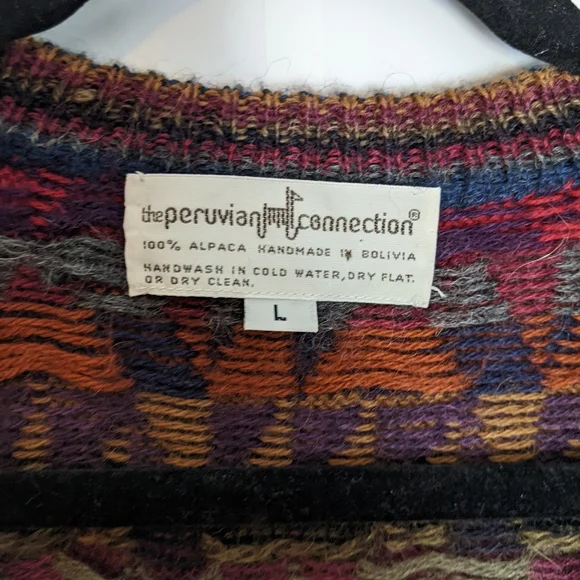 the peruvian connection®
100% ALPACA HANDMADE IN BOLIVIA
HANDWASH IN COLD WATER, DRY FLAT.
OR DRY CLEAN.
L